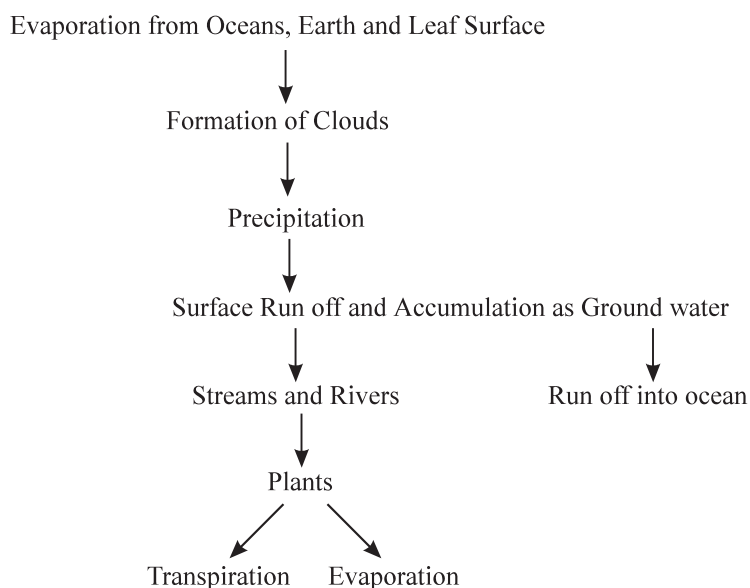 Evaporation from Oceans, Earth and Leaf Surface
Formation of Clouds
Precipitation
Surface Run off and Accumulation as Ground water
Streams and Rivers
Run off into ocean
Plants
Transpiration
Evaporation